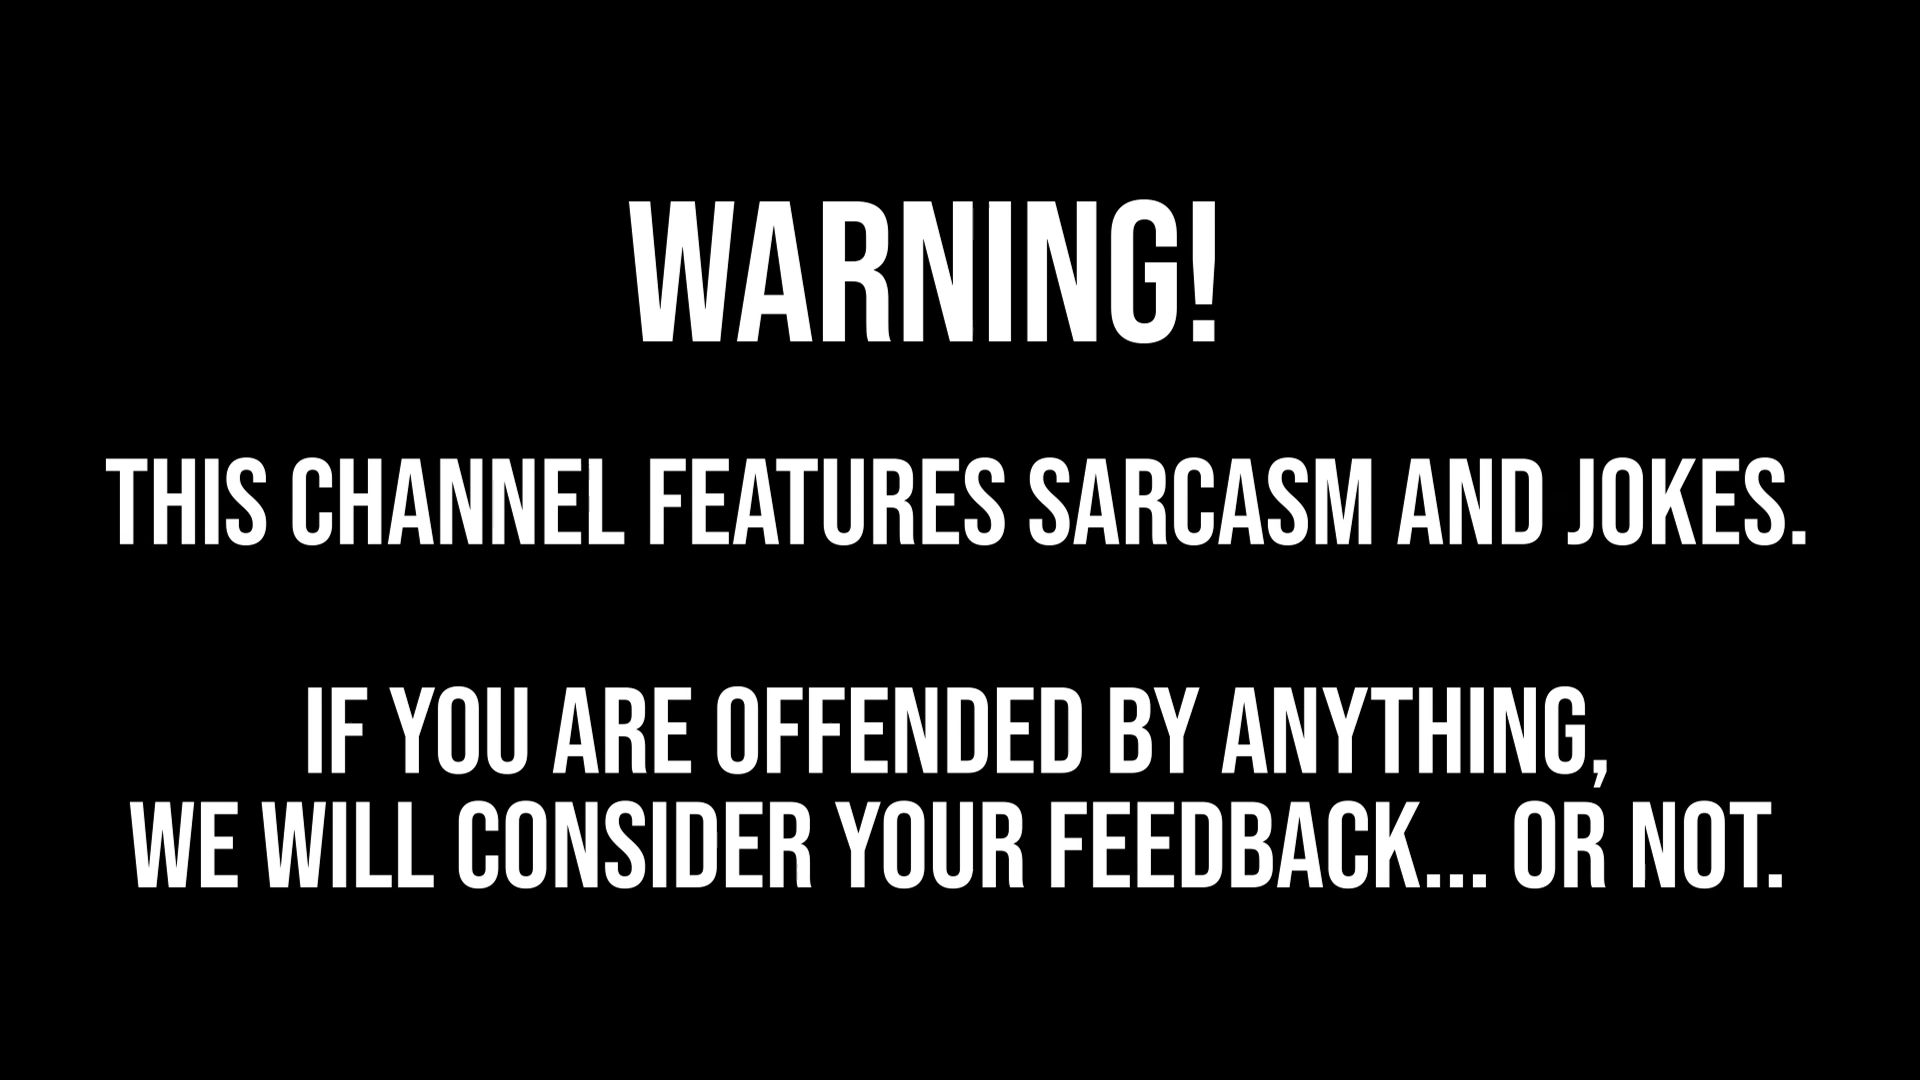 WARNING!
THIS CHANNEL FEATURES SARCASM AND JOKES.
IF YOU ARE OFFENDED BY ANYTHING,
WE WILL CONSIDER YOUR FEEDBACK... OR NOT.